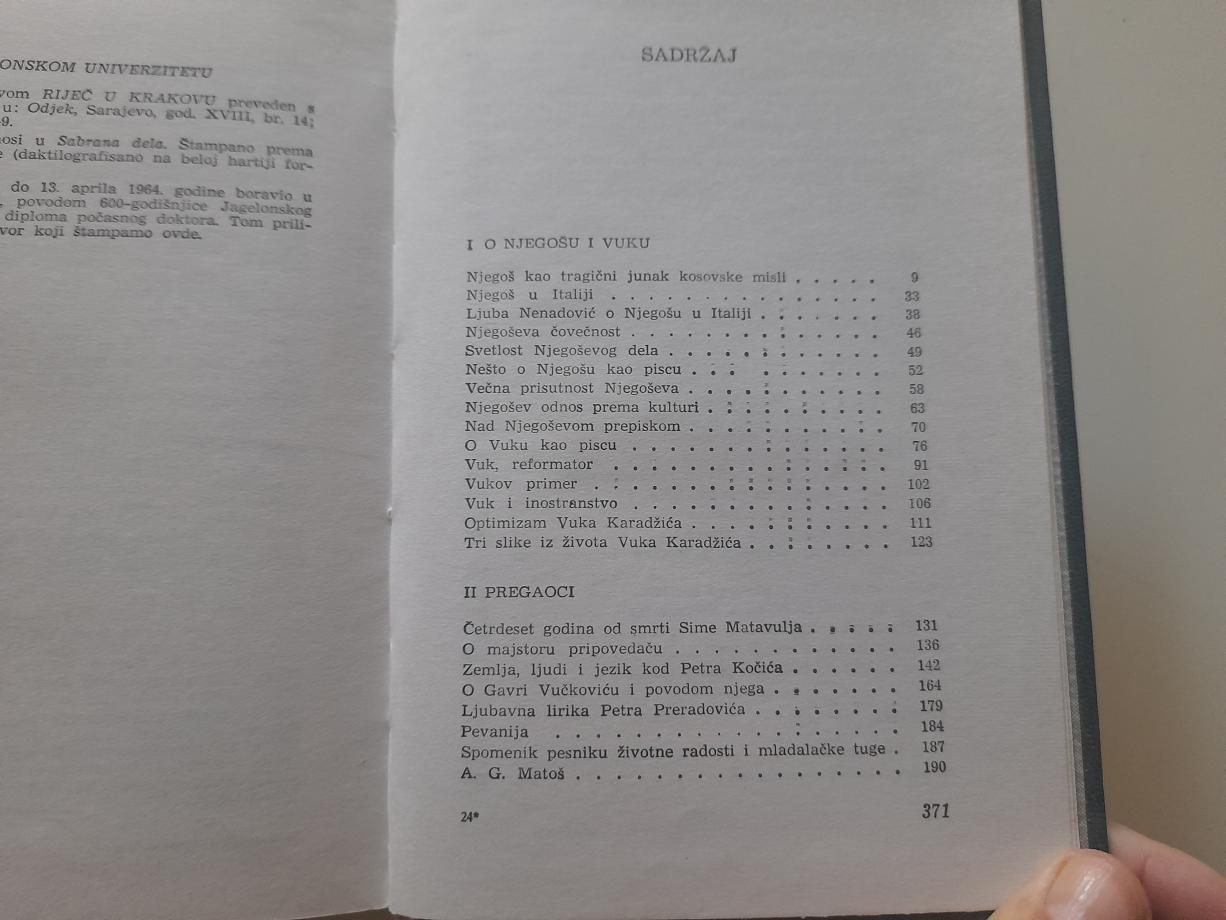 ONSKOM UNIVERZITETU
vom RIJEČ U KRAKOVU preveden s
u: Odjek, Sarajevo, god. XVIII, br. 14;
9.
osi u Sabrana dela. Štampano prema
e (daktilografisano na beloj hartiji for-
do 13. aprila 1964. godine boravio u
, povodom 600-godišnjice Jagelonskog
diploma počasnog doktora. Tom prili-
vor koji štampamo ovde.
SADRŽAJ
I O NJEGOŠU I VUKU
Njegoš kao tragični junak kosovske misli . . . . . 9
Njegoš u Italiji . . . . . . . . . . . . . . 33
Ljuba Nenadović o Njegošu u Italiji . . . . . . . 38
Njegoševa čovečnost . . . . . . . . . . . . . 46
Svetlost Njegoševog dela . . . . . . . . . . . 49
Nešto o Njegošu kao piscu . . . . . . . . . . 52
Večna prisutnost Njegoševa . . . . . . . . . . 58
Njegošev odnos prema kulturi . . . . . . . . . 63
Nad Njegoševom prepiskom . . . . . . . . . . . 70
O Vuku kao piscu . . . . . . . . . . . . . 76
Vuk, reformator . . . . . . . . . . . . . . 91
Vukov primer . . . . . . . . . . . . . . . 102
Vuk i inostranstvo . . . . . . . . . . . . . 106
Optimizam Vuka Karadžića . . . . . . . . . . . 111
Tri slike iz života Vuka Karadžića . . . . . . . . 123
II PREGAOCI
Četrdeset godina od smrti Sime Matavulja . . . . . 131
O majstoru pripovedaču . . . . . . . . . . . . 136
Zemlja, ljudi i jezik kod Petra Kočića . . . . . . 142
O Gavri Vučkoviću i povodom njega . . . . . . . 164
Ljubavna lirika Petra Preradovića . . . . . . . . 179
Pevanija . . . . . . . . . . . . . . . . . 184
Spomenik pesniku životne radosti i mladalačke tuge . 187
A. G. Matoš . . . . . . . . . . . . . . . . . 190
24*
371